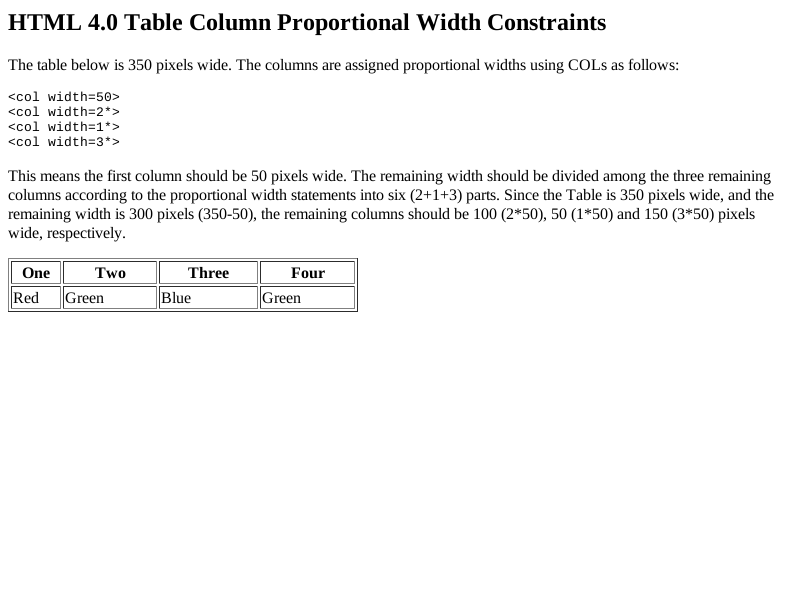 HTML 4.0 Table Column Proportional Width Constraints
The table below is 350 pixels wide. The columns are assigned proportional widths using COLs as follows:
<col width=50>
<col width=2*>
<col width=1*>
<col width=3*>
This means the first column should be 50 pixels wide. The remaining width should be divided among the three remaining
columns according to the proportional width statements into six (2+1+3) parts. Since the Table is 350 pixels wide, and the
remaining width is 300 pixels (350-50), the remaining columns should be 100 (2*50), 50 (1*50) and 150 (3*50) pixels
wide, respectively.
One Two Three Four
Red Green Blue Green